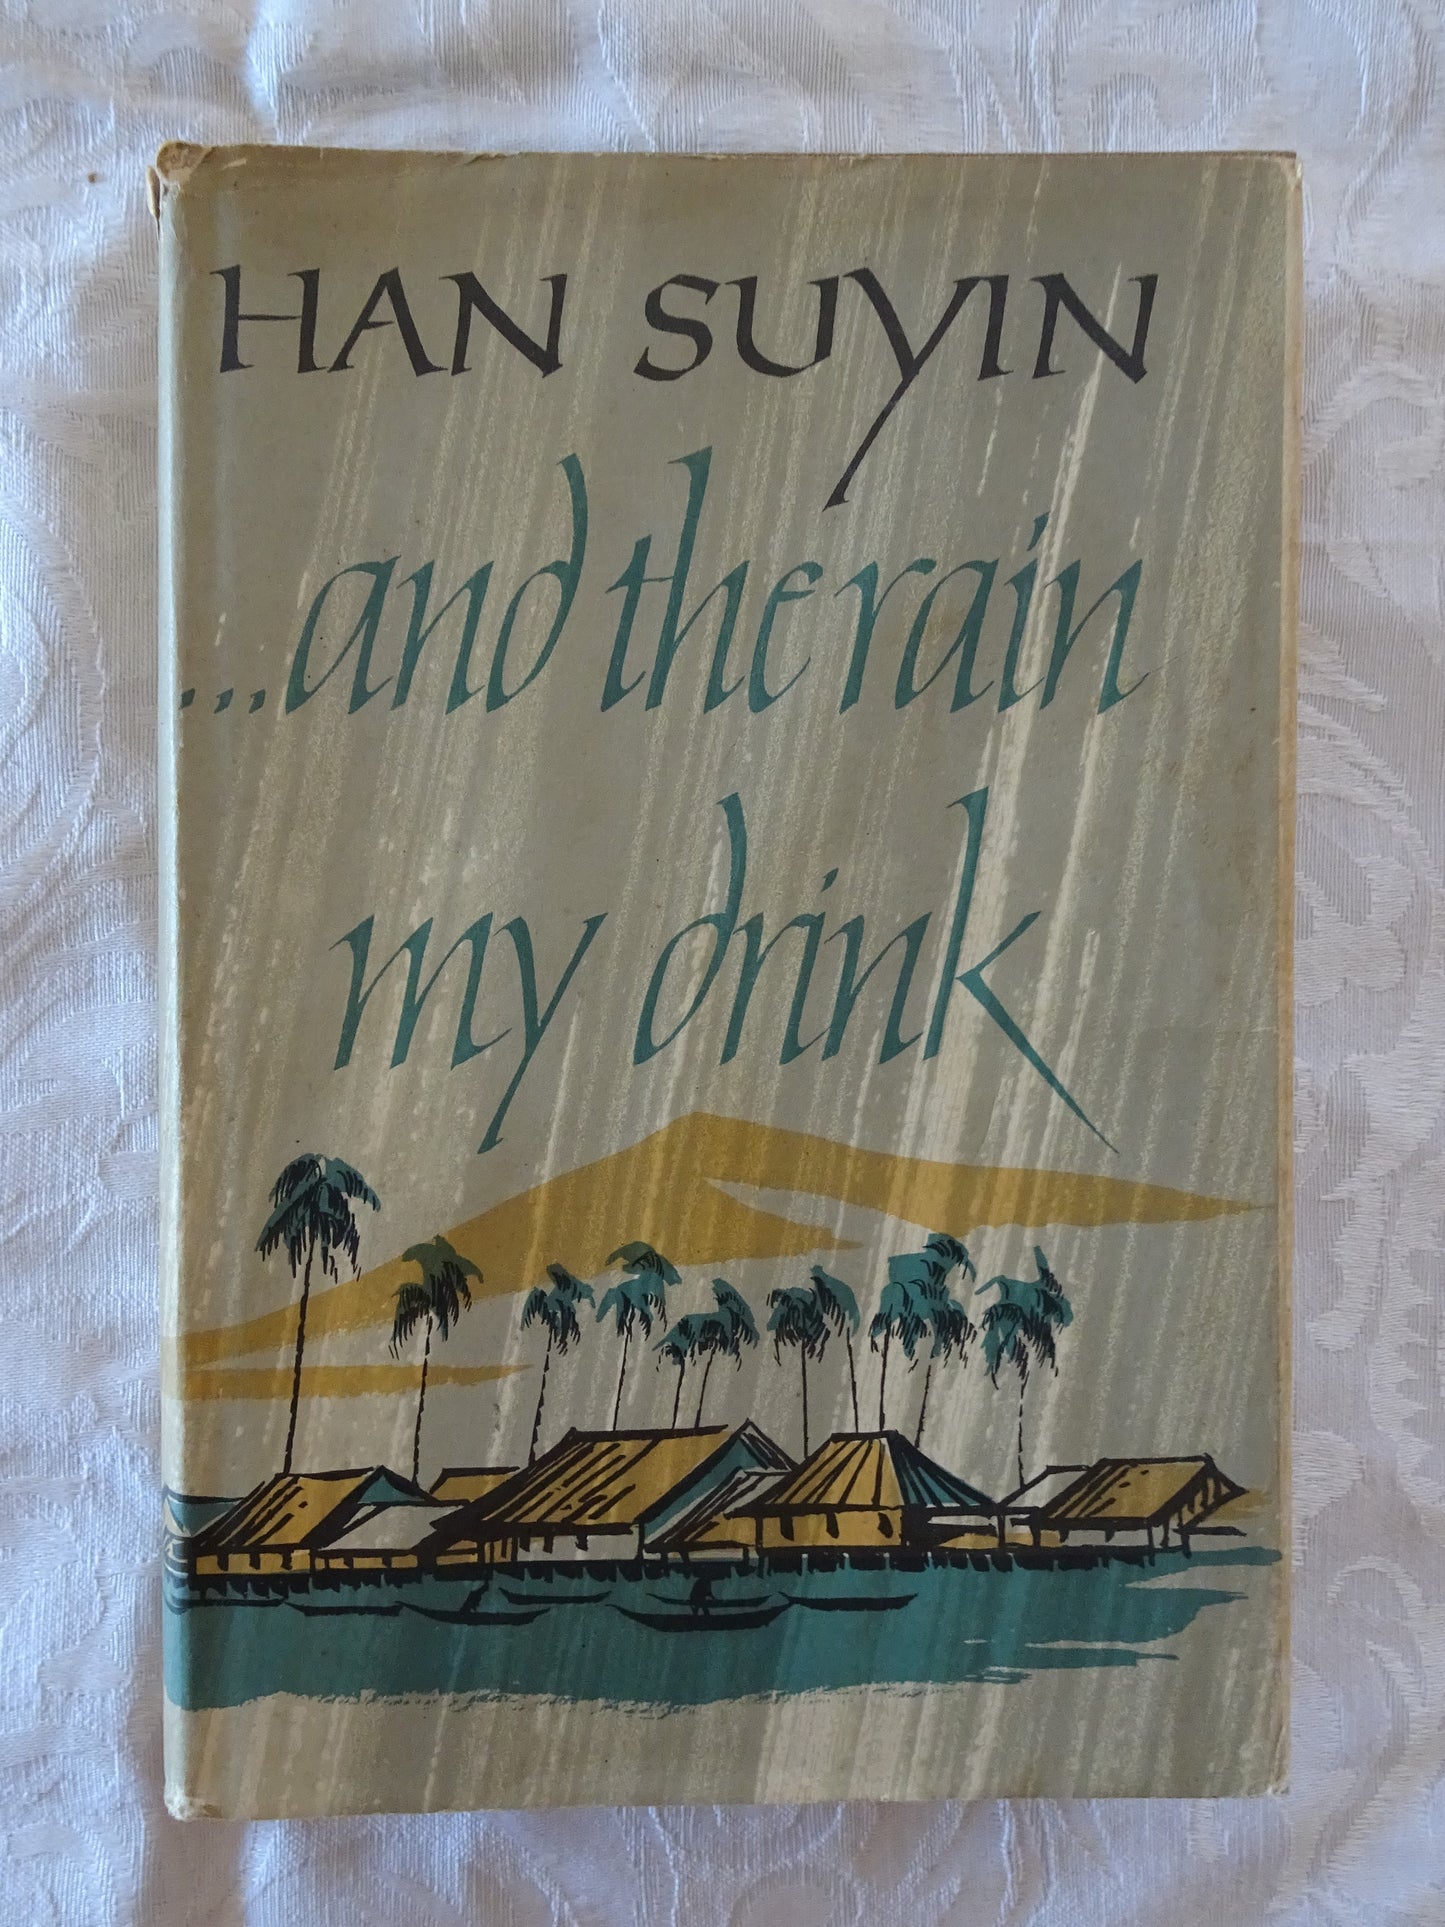 HAN SUYIN
...and the rain
my drink